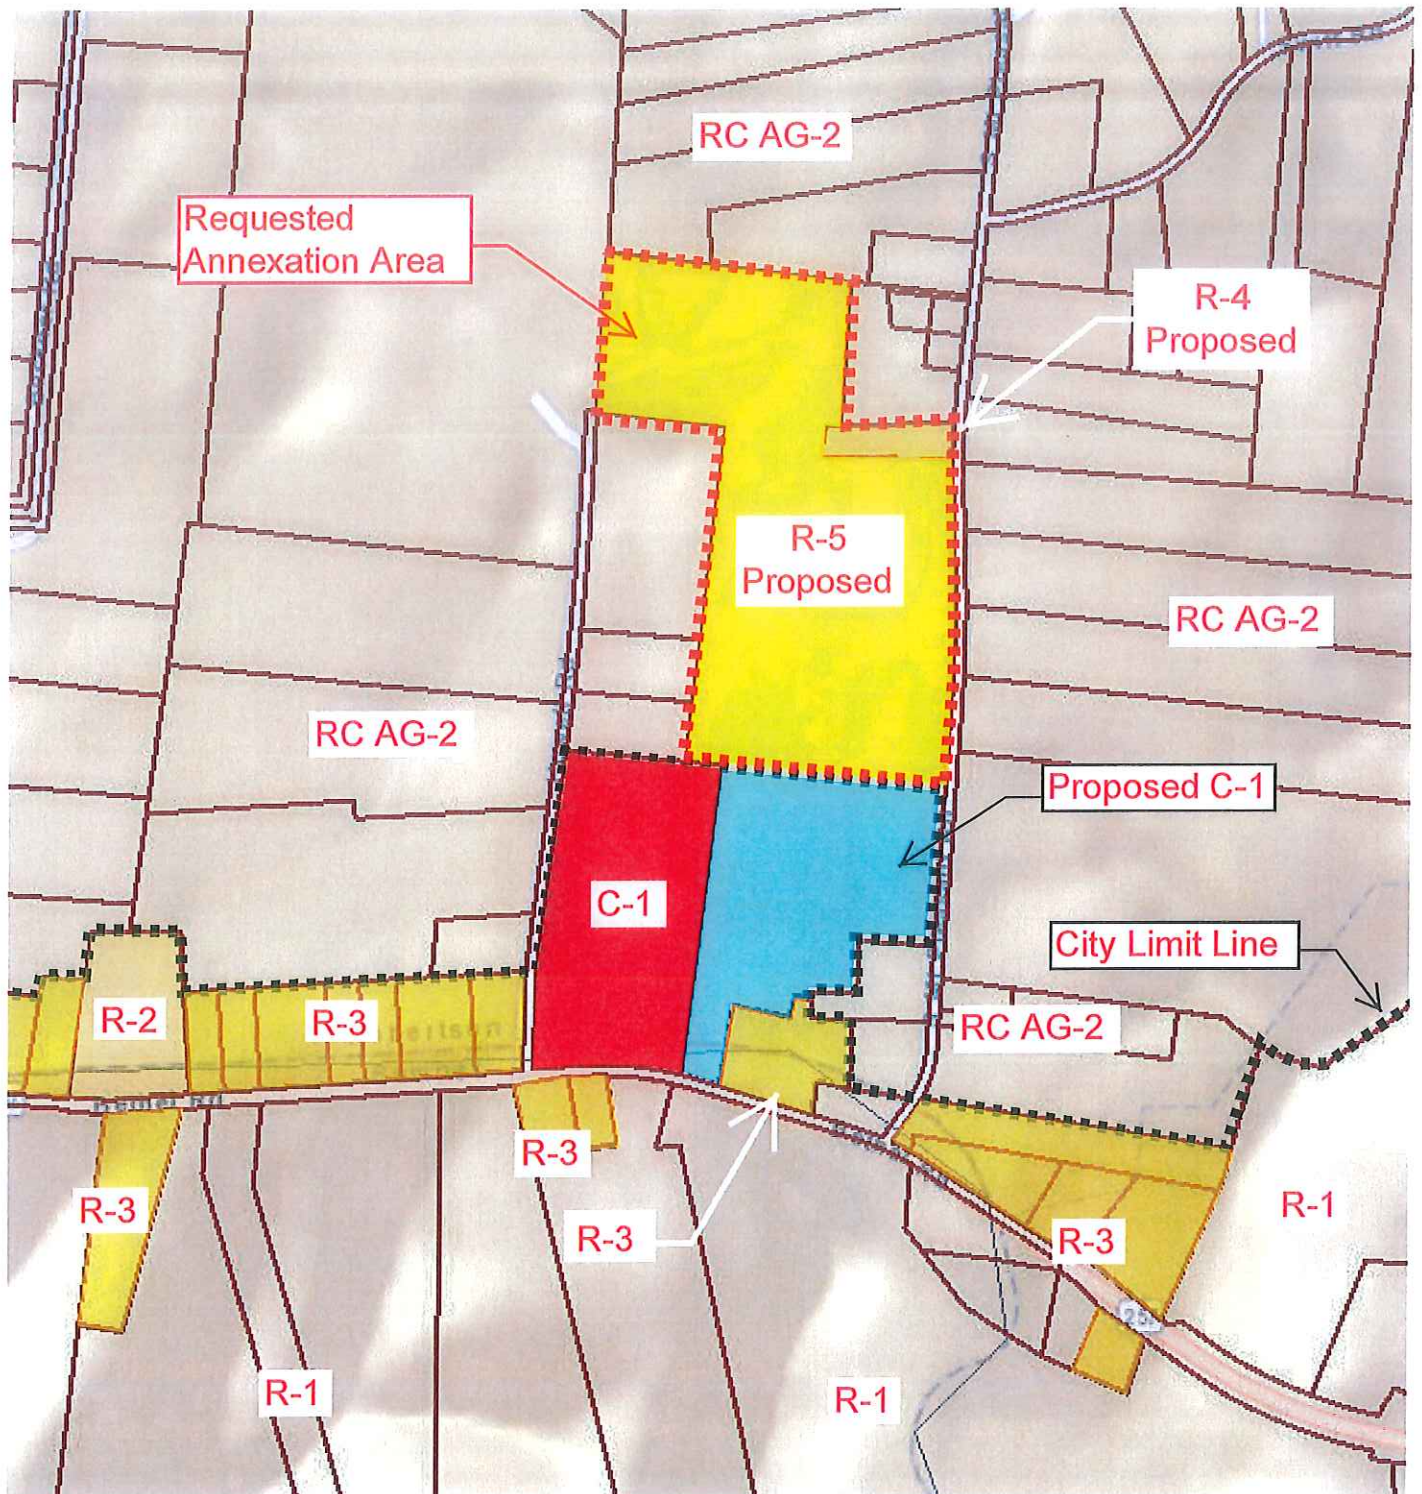 RC AG-2
Requested
Annexation Area
R-4
Proposed
R-5
Proposed
RC AG-2
RC AG-2
Proposed C-1
C-1
City Limit Line
R-2
R-3
RC AG-2
R-3
R-3
R-3
R-3
R-1
R-1
R-1